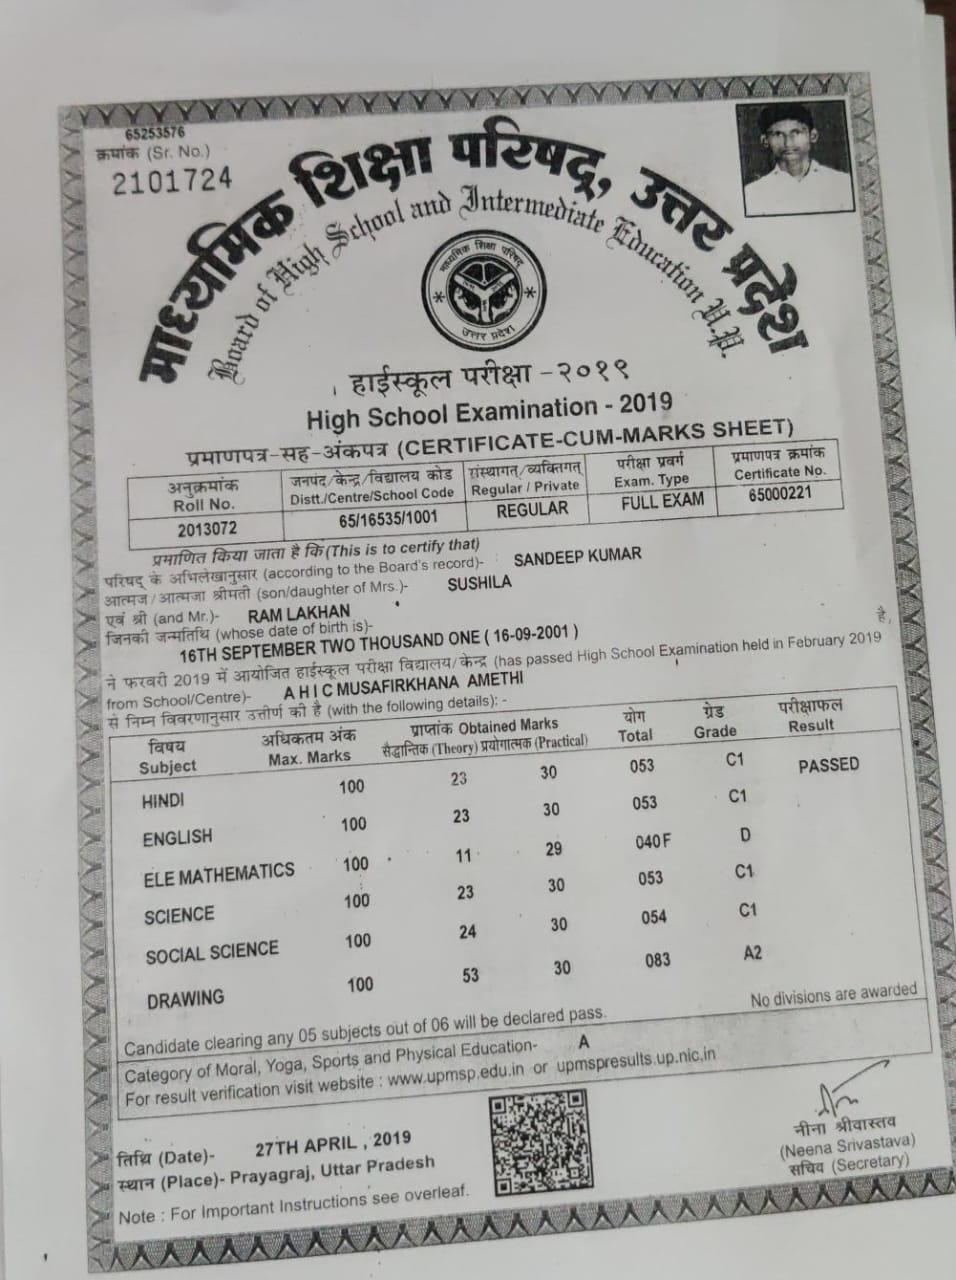 65253576
क्रमांक (Sr. No.)
2101724
माध्यमिक शिक्षा परिषद्, उत्तर प्रदेश
Board of High School and Intermediate Education U.P.
माध्यमिक शिक्षा परिषद
उत्तर प्रदेश
हाईस्कूल परीक्षा - २०१९
High School Examination - 2019
प्रमाणपत्र-सह-अंकपत्र (CERTIFICATE-CUM-MARKS SHEET)
अनुक्रमांक जनपद/केन्द्र/विद्यालय कोड संस्थागत/व्यक्तिगत् परीक्षा प्रवर्ग प्रमाणपत्र क्रमांक
Roll No. Distt./Centre/School Code Regular / Private Exam. Type Certificate No.
2013072 65/16535/1001 REGULAR FULL EXAM 65000221
प्रमाणित किया जाता है कि (This is to certify that)
परिषद् के अभिलेखानुसार (according to the Board's record)- SANDEEP KUMAR
आत्मज/आत्मजा श्रीमती (son/daughter of Mrs.)- SUSHILA
एवं श्री (and Mr.)- RAM LAKHAN
जिनकी जन्मतिथि (whose date of birth is)-
16TH SEPTEMBER TWO THOUSAND ONE ( 16-09-2001 ) है,
ने फरवरी 2019 में आयोजित हाईस्कूल परीक्षा विद्यालय/केन्द्र (has passed High School Examination held in February 2019
from School/Centre)- A H I C MUSAFIRKHANA AMETHI
से निम्न विवरणानुसार उत्तीर्ण की है (with the following details): -
विषय अधिकतम अंक प्राप्तांक Obtained Marks योग ग्रेड परीक्षाफल
Subject Max. Marks सैद्धान्तिक (Theory) प्रयोगात्मक (Practical) Total Grade Result
HINDI 100 23 30 053 C1 PASSED
ENGLISH 100 23 30 053 C1
ELE MATHEMATICS 100 11 29 040F D
SCIENCE 100 23 30 053 C1
SOCIAL SCIENCE 100 24 30 054 C1
DRAWING 100 53 30 083 A2
Candidate clearing any 05 subjects out of 06 will be declared pass. No divisions are awarded
Category of Moral, Yoga, Sports and Physical Education- A
For result verification visit website : www.upmsp.edu.in or upmspresults.up.nic.in
तिथि (Date)- 27TH APRIL , 2019
स्थान (Place)- Prayagraj, Uttar Pradesh
Note : For Important Instructions see overleaf.
नीना श्रीवास्तव
(Neena Srivastava)
सचिव (Secretary)